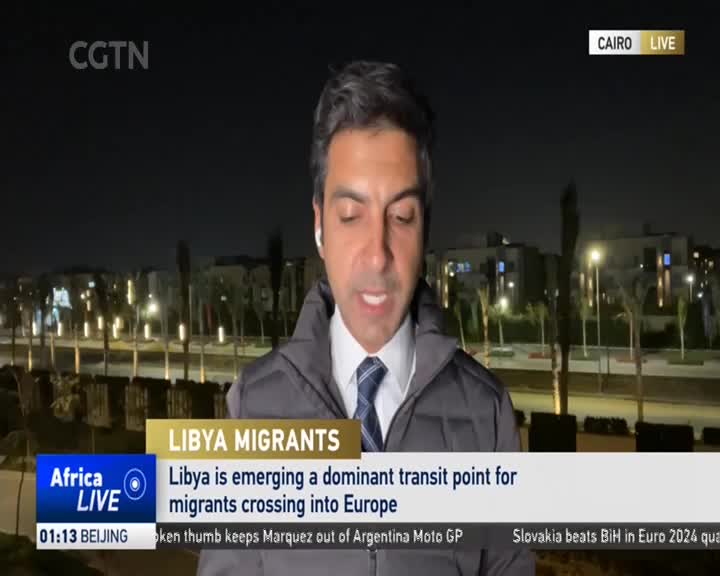 CGTN
CAIRO LIVE
LIBYA MIGRANTS
Africa
LIVE
Libya is emerging a dominant transit point for
migrants crossing into Europe
01:13 BEIJING
thumb keeps Marquez out of Argentina Moto GP Slovakia beats BiH in Euro 2024